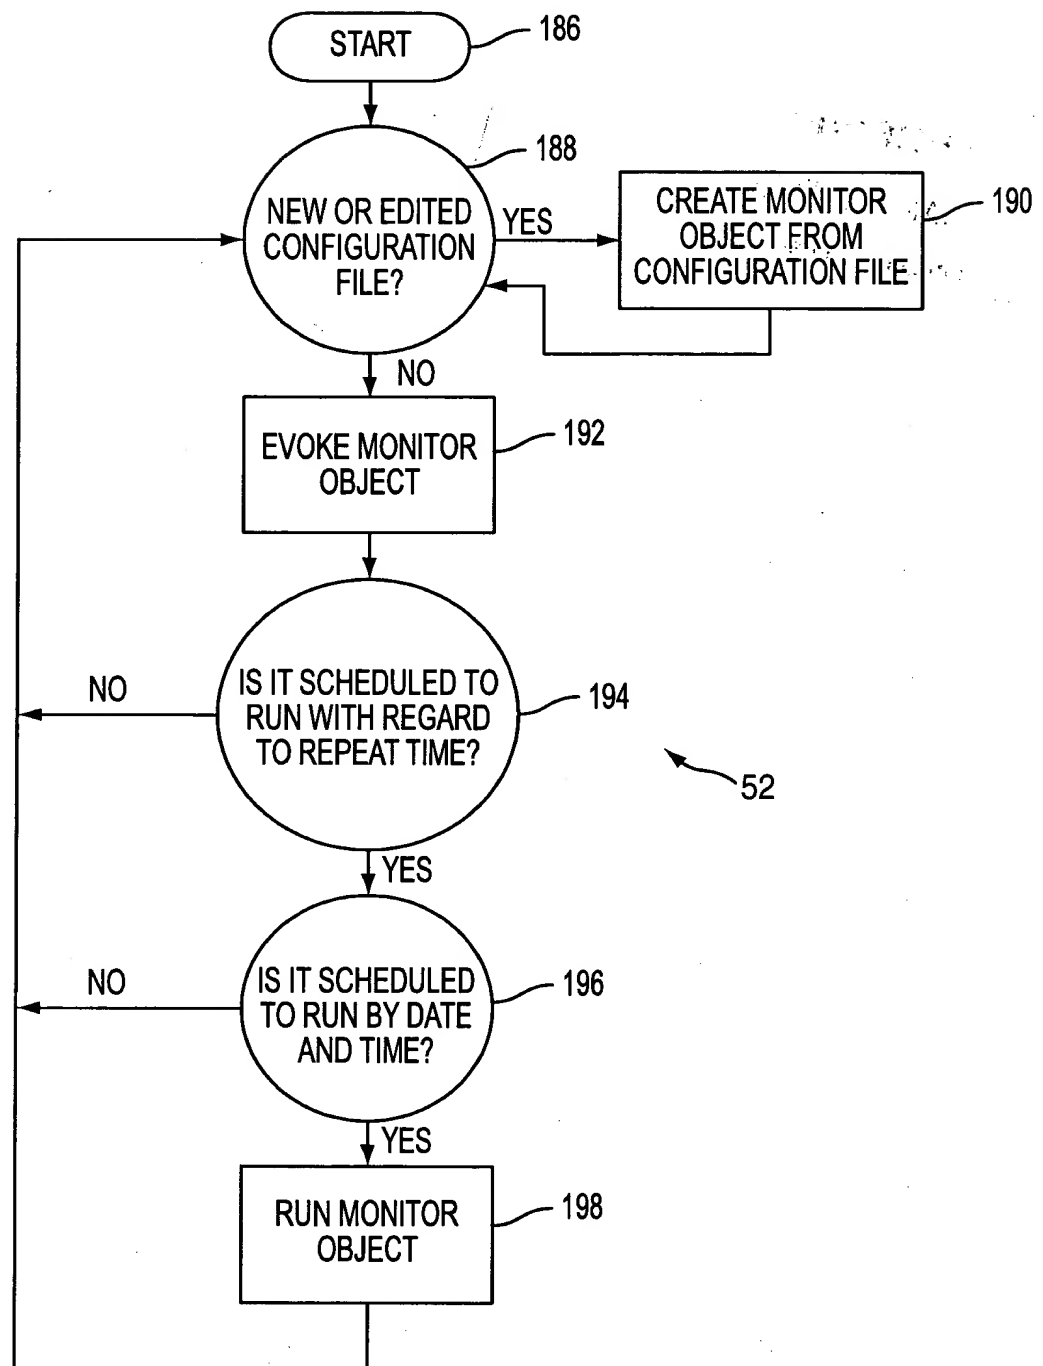 START
186
188
NEW OR EDITED
CONFIGURATION
FILE?
YES
CREATE MONITOR
OBJECT FROM
CONFIGURATION FILE
190
NO
EVOKE MONITOR
OBJECT
192
IS IT SCHEDULED TO
RUN WITH REGARD
TO REPEAT TIME?
194
NO
52
YES
IS IT SCHEDULED
TO RUN BY DATE
AND TIME?
196
NO
YES
RUN MONITOR
OBJECT
198